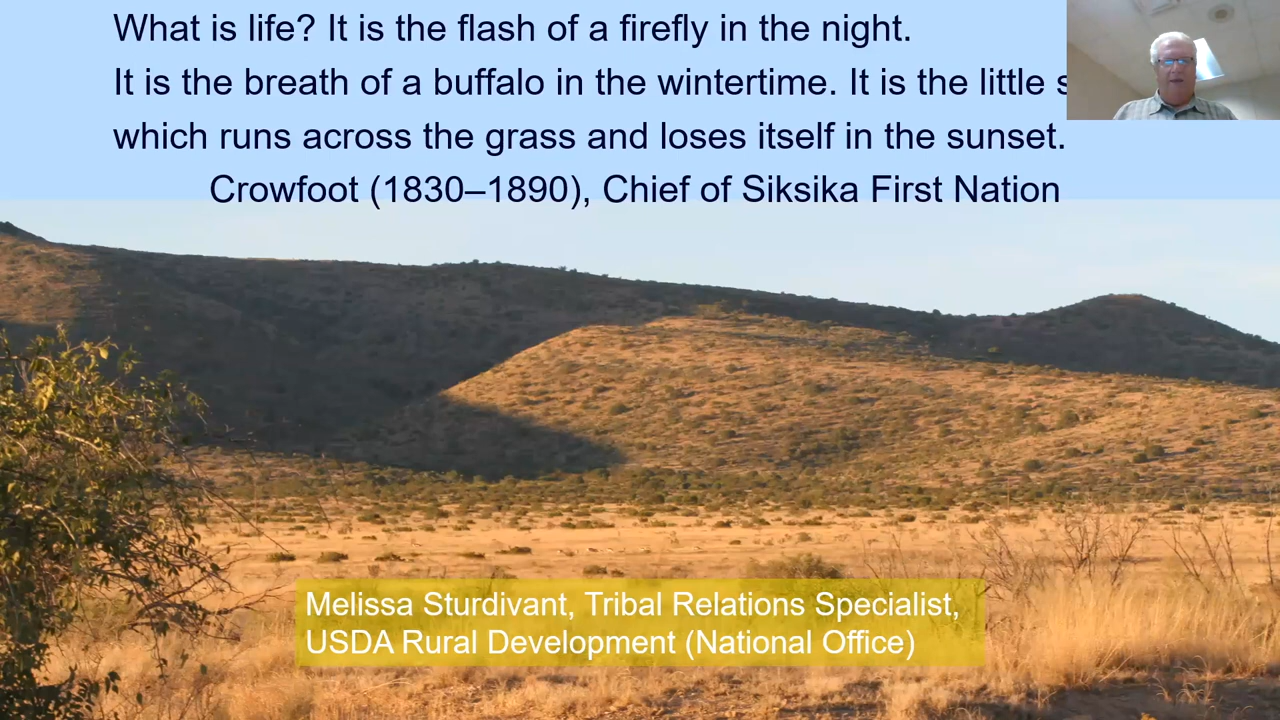 What is life? It is the flash of a firefly in the night.
It is the breath of a buffalo in the wintertime. It is the little
which runs across the grass and loses itself in the sunset.
Crowfoot (1830–1890), Chief of Siksika First Nation
Melissa Sturdivant, Tribal Relations Specialist,
USDA Rural Development (National Office)